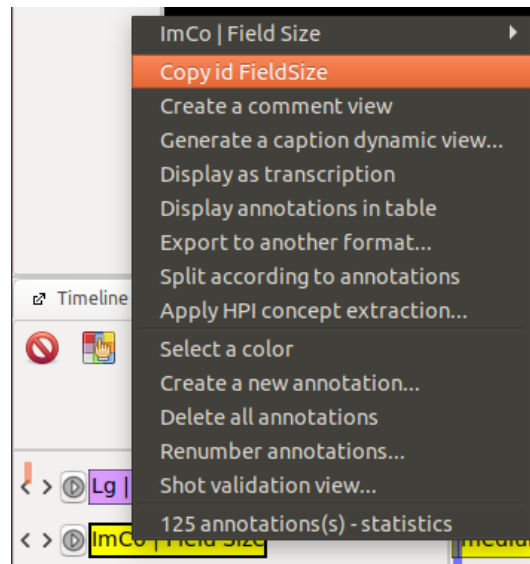 ImCo | Field Size
Copy id FieldSize
Create a comment view
Generate a caption dynamic view...
Display as transcription
Display annotations in table
Export to another format...
Split according to annotations
Timeline
Apply HPI concept extraction...
Select a color
Create a new annotation...
Delete all annotations
Renumber annotations...
Lg |
Shot validation view...
125 annotations(s) - statistics
ImCo | Field Size